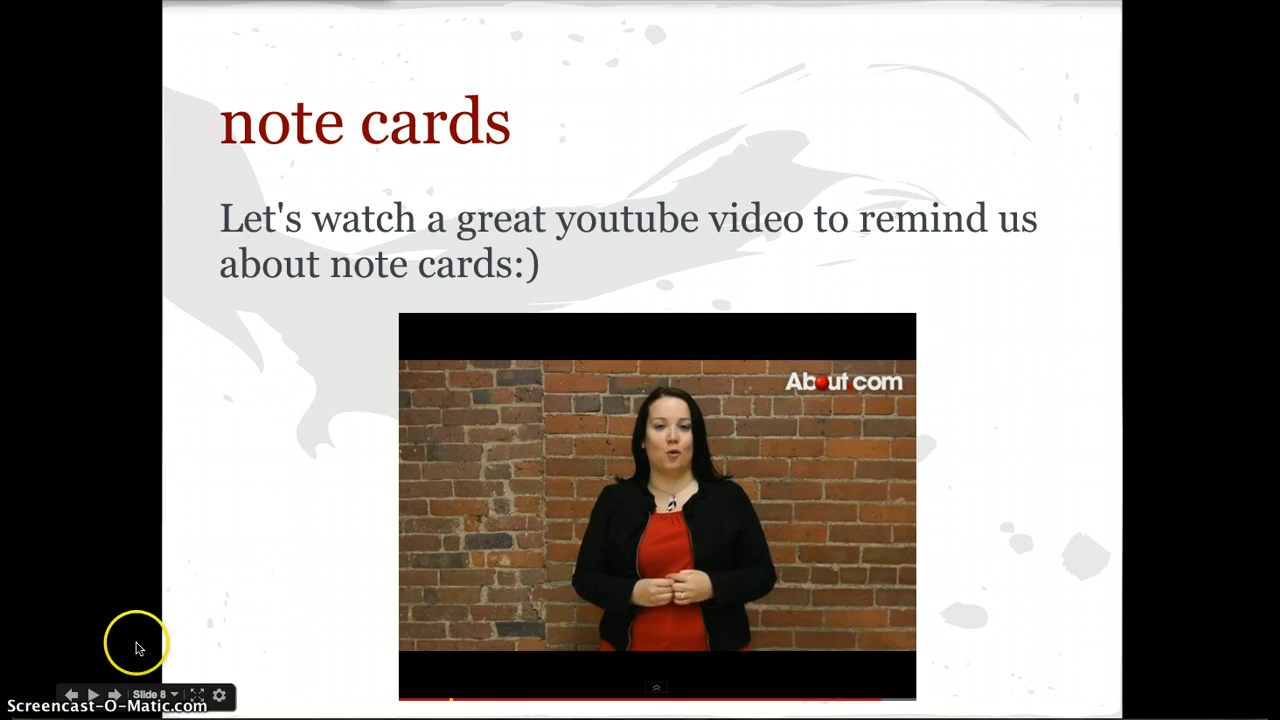 note cards
Let's watch a great youtube video to remind us
about note cards:)
About.com
Slide 8
Screencast-O-Matic.com